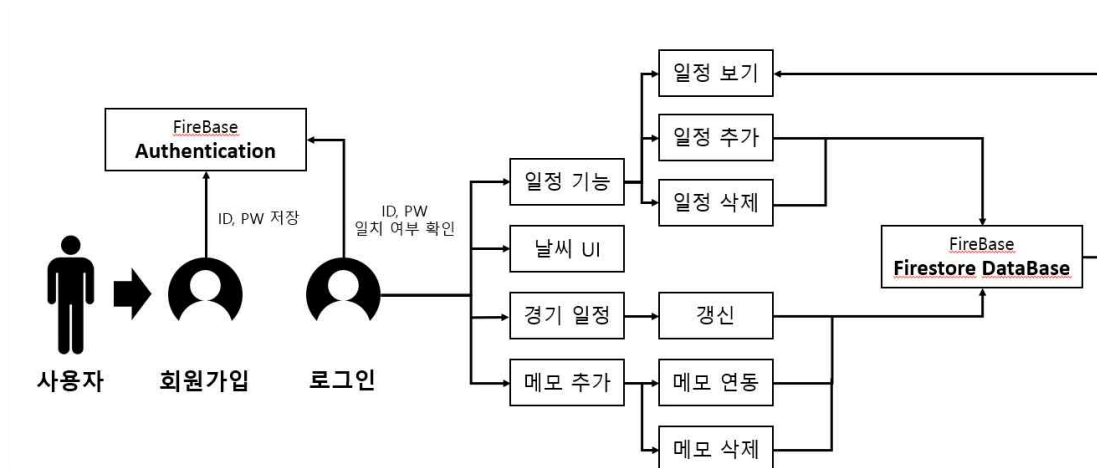 일정 보기
FireBase
Authentication
일정 추가
일정 기능
일정 삭제
ID, PW 저장
ID, PW
일치 여부 확인
날씨 UI
FireBase
Firestore DataBase
경기 일정
갱신
사용자
회원가입
로그인
메모 추가
메모 연동
메모 삭제